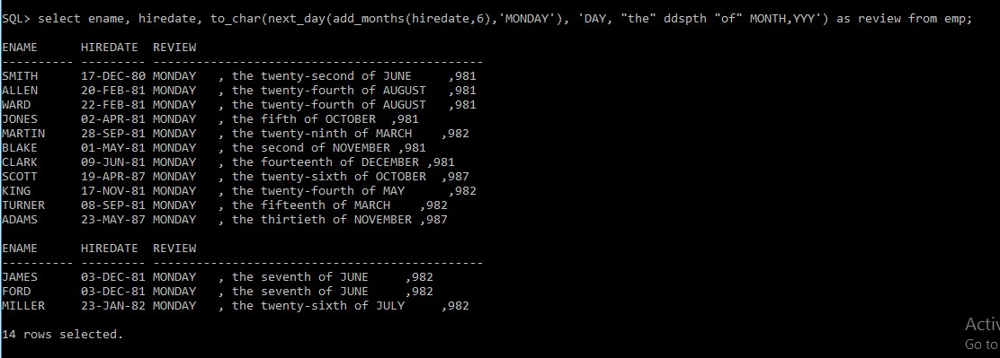 SQL> select ename, hiredate, to_char(next_day(add_months(hiredate,6),'MONDAY'), 'DAY, "the" ddspth "of" MONTH,YYY') as review from emp;
ENAME      HIREDATE  REVIEW
---------- --------- ----------------------------------------------
SMITH      17-DEC-80 MONDAY   , the twenty-second of JUNE     ,981
ALLEN      20-FEB-81 MONDAY   , the twenty-fourth of AUGUST   ,981
WARD       22-FEB-81 MONDAY   , the twenty-fourth of AUGUST   ,981
JONES      02-APR-81 MONDAY   , the fifth of OCTOBER  ,981
MARTIN     28-SEP-81 MONDAY   , the twenty-ninth of MARCH    ,982
BLAKE      01-MAY-81 MONDAY   , the second of NOVEMBER ,981
CLARK      09-JUN-81 MONDAY   , the fourteenth of DECEMBER ,981
SCOTT      19-APR-87 MONDAY   , the twenty-sixth of OCTOBER  ,987
KING       17-NOV-81 MONDAY   , the twenty-fourth of MAY      ,982
TURNER     08-SEP-81 MONDAY   , the fifteenth of MARCH    ,982
ADAMS      23-MAY-87 MONDAY   , the thirtieth of NOVEMBER ,987
ENAME      HIREDATE  REVIEW
---------- --------- ----------------------------------------------
JAMES      03-DEC-81 MONDAY   , the seventh of JUNE     ,982
FORD       03-DEC-81 MONDAY   , the seventh of JUNE     ,982
MILLER     23-JAN-82 MONDAY   , the twenty-sixth of JULY     ,982
14 rows selected.
Activ
Go to